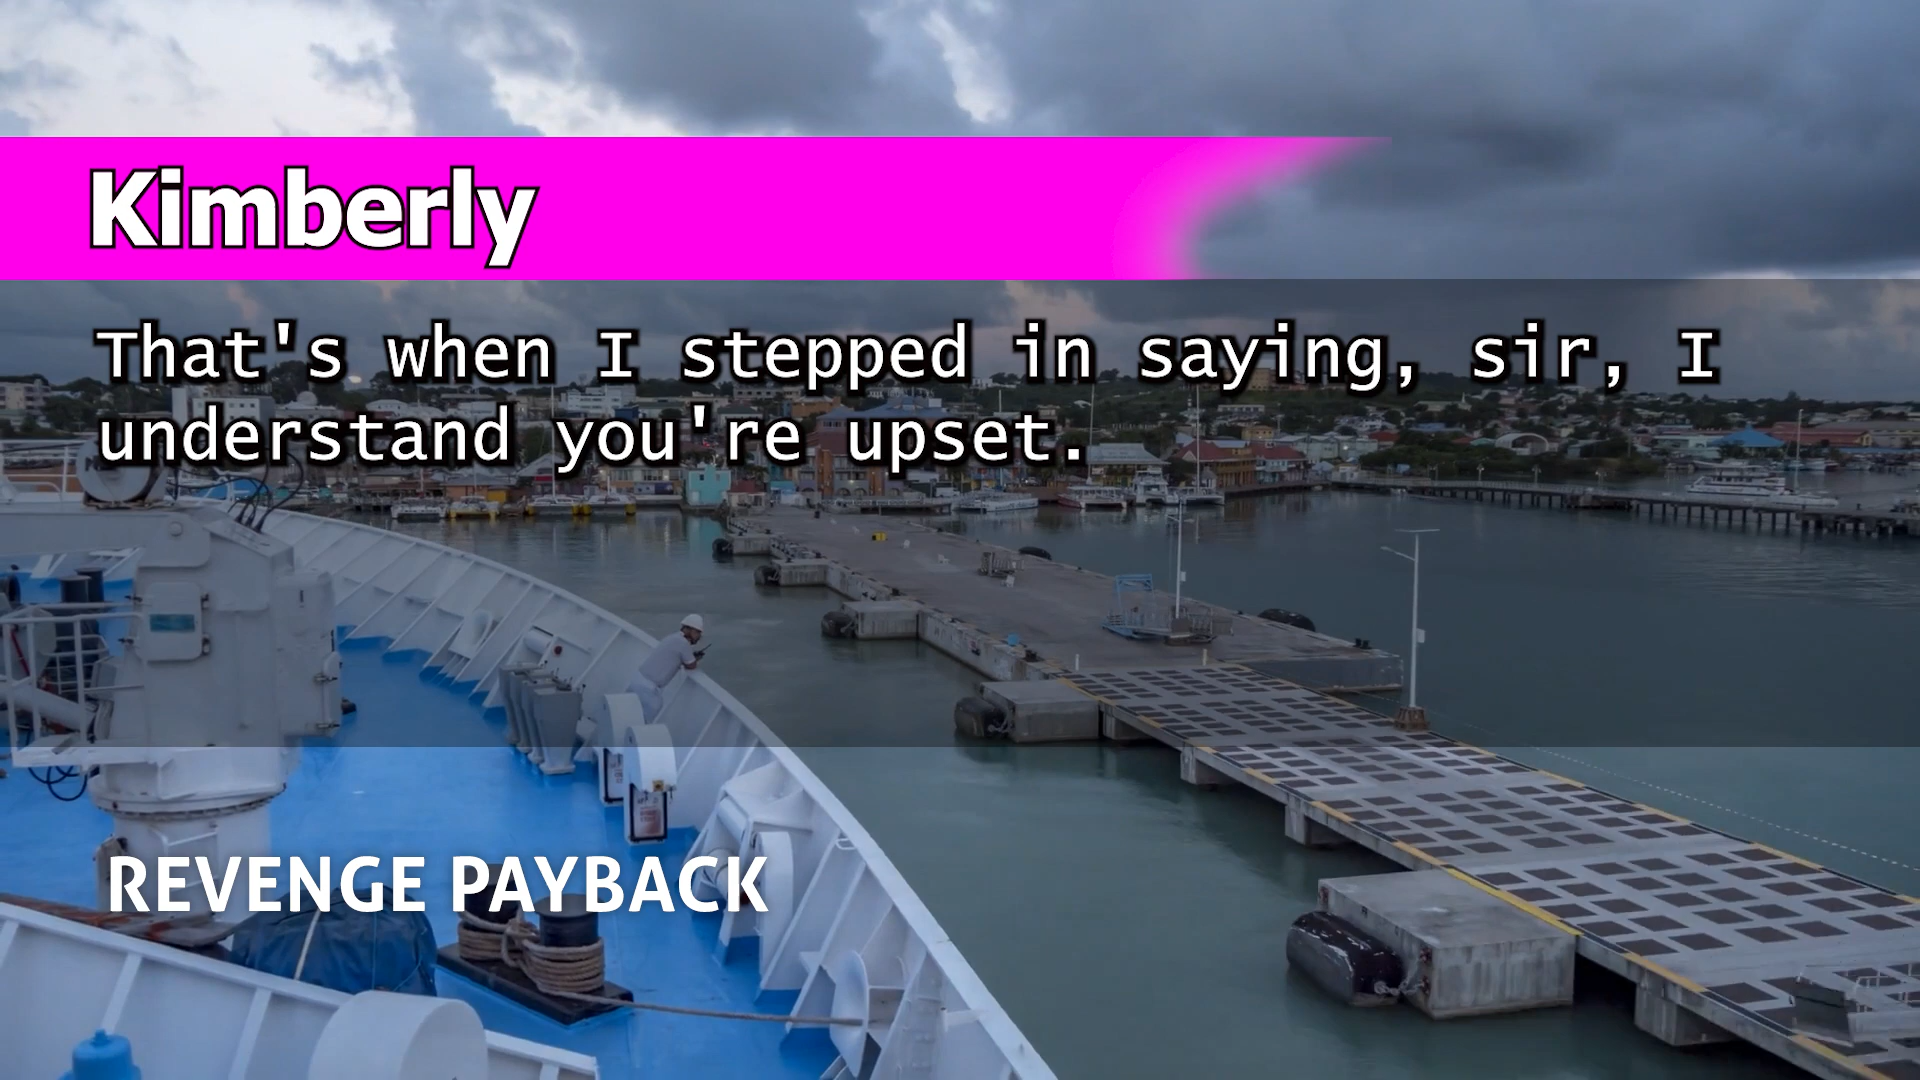 Kimberly
That's when I stepped in saying, sir, I
understand you're upset.
REVENGE PAYBACK